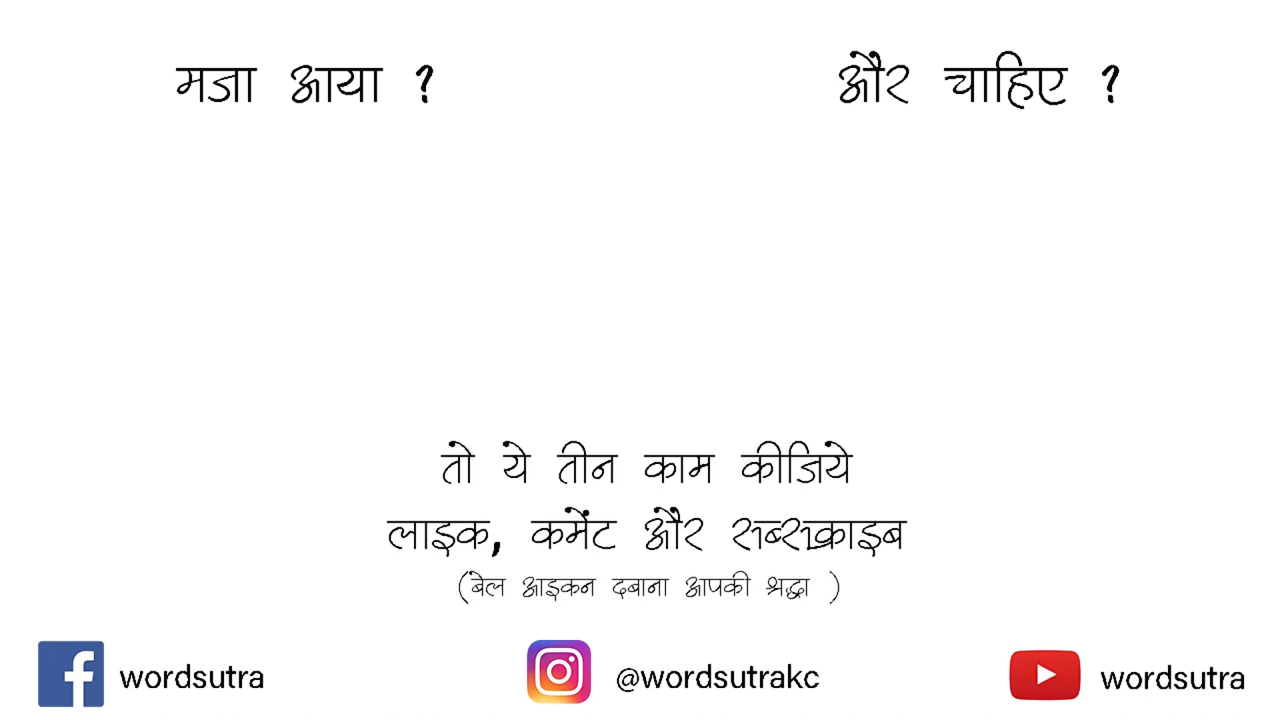 मजा आया ?
और चाहिए ?
तो ये तीन काम कीजिये
लाइक, कमेंट और सब्सक्राइब
(बेल आइकन दबाना आपकी श्रद्धा )
wordsutra
@wordsutrakc
wordsutra